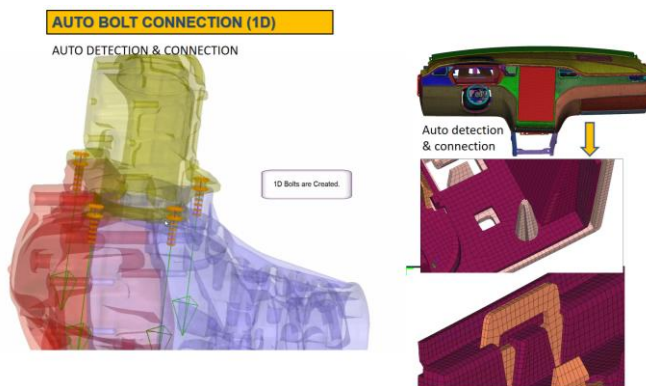 AUTO BOLT CONNECTION (1D)
AUTO DETECTION & CONNECTION
1D Bolts are Created.
Auto detection
& connection